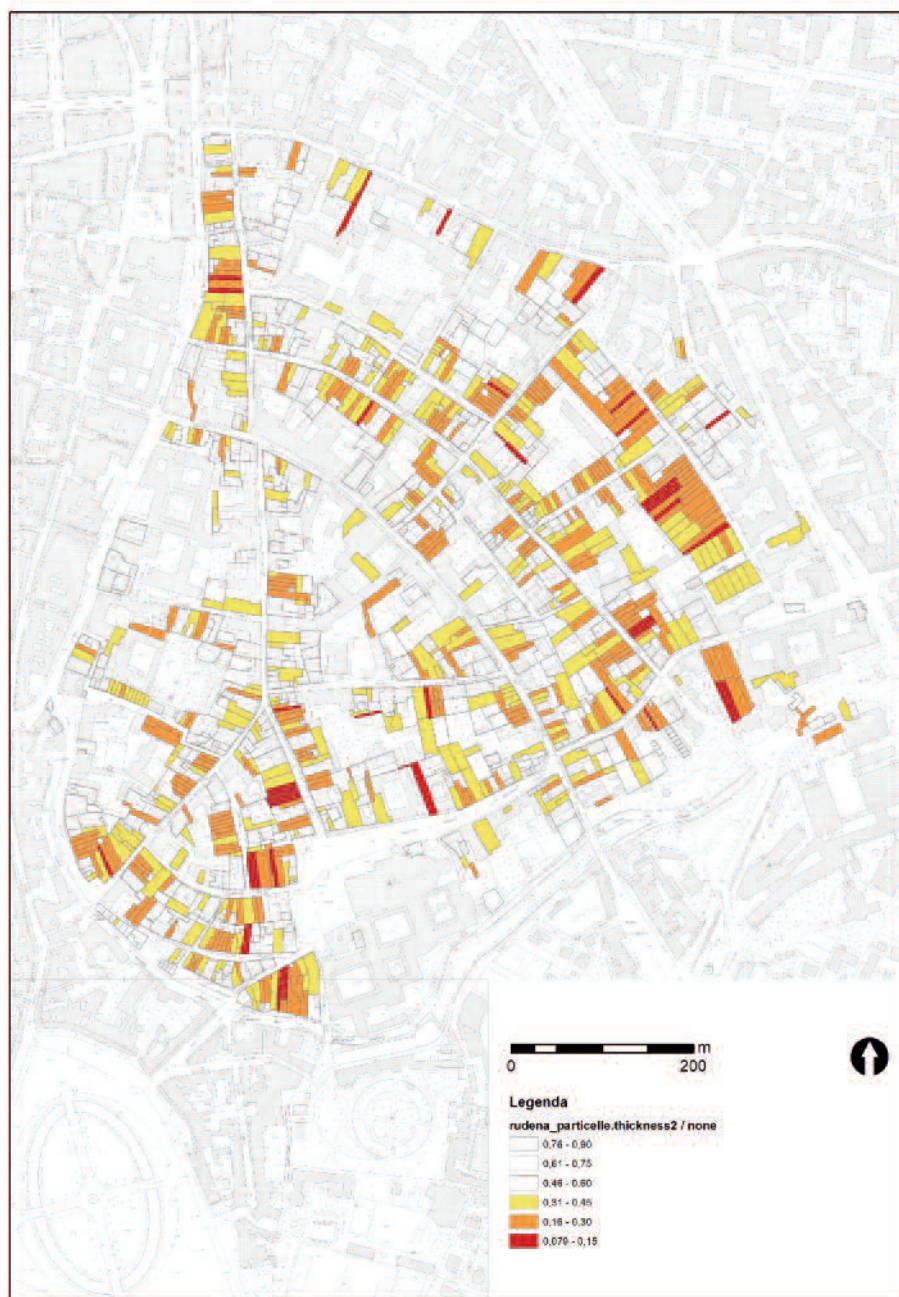 m
0 200
Legenda
rudena_particelle.thickness2 / none
0,76 - 0,90
0,61 - 0,75
0,46 - 0,60
0,31 - 0,45
0,16 - 0,30
0,079 - 0,15